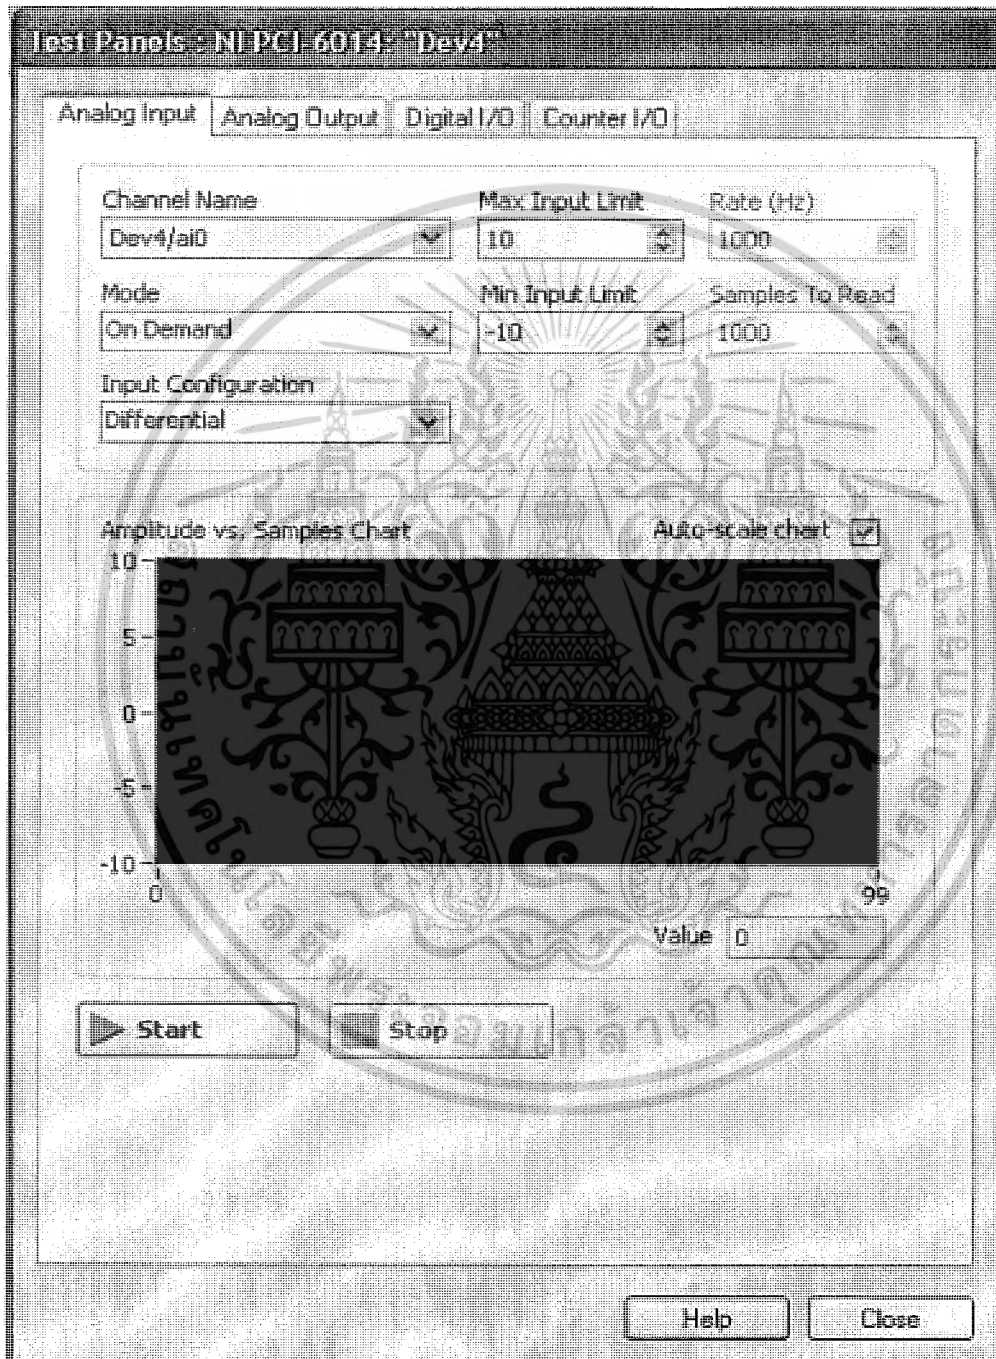 Test Panels : NI PCI-6014: "Dev4"
Analog Input Analog Output Digital I/O Counter I/O
Channel Name Max Input Limit Rate (Hz)
Dev4/ai0 10 1000
Mode Min Input Limit Samples To Read
On Demand -10 1000
Input Configuration
Differential
Amplitude vs. Samples Chart Auto-scale chart
10
5
0
-5
-10
0 99
Value 0
Start Stop
Help Close